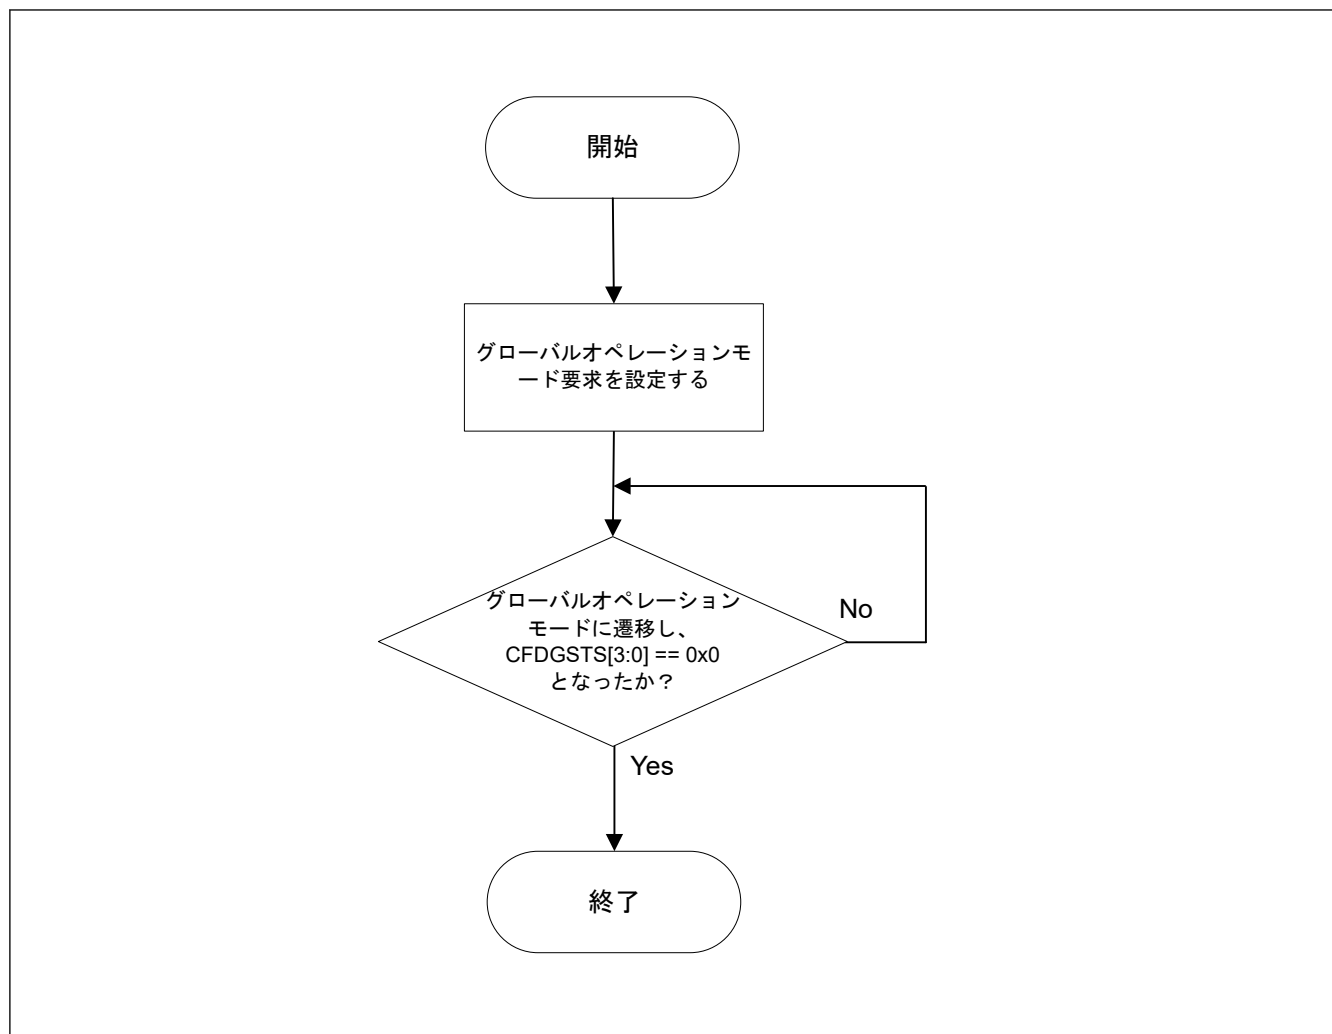 開始
グローバルオペレーションモ
ード要求を設定する
グローバルオペレーション
モードに遷移し、
No
CFDGSTS[3:0] == 0x0
となったか？
Yes
終了